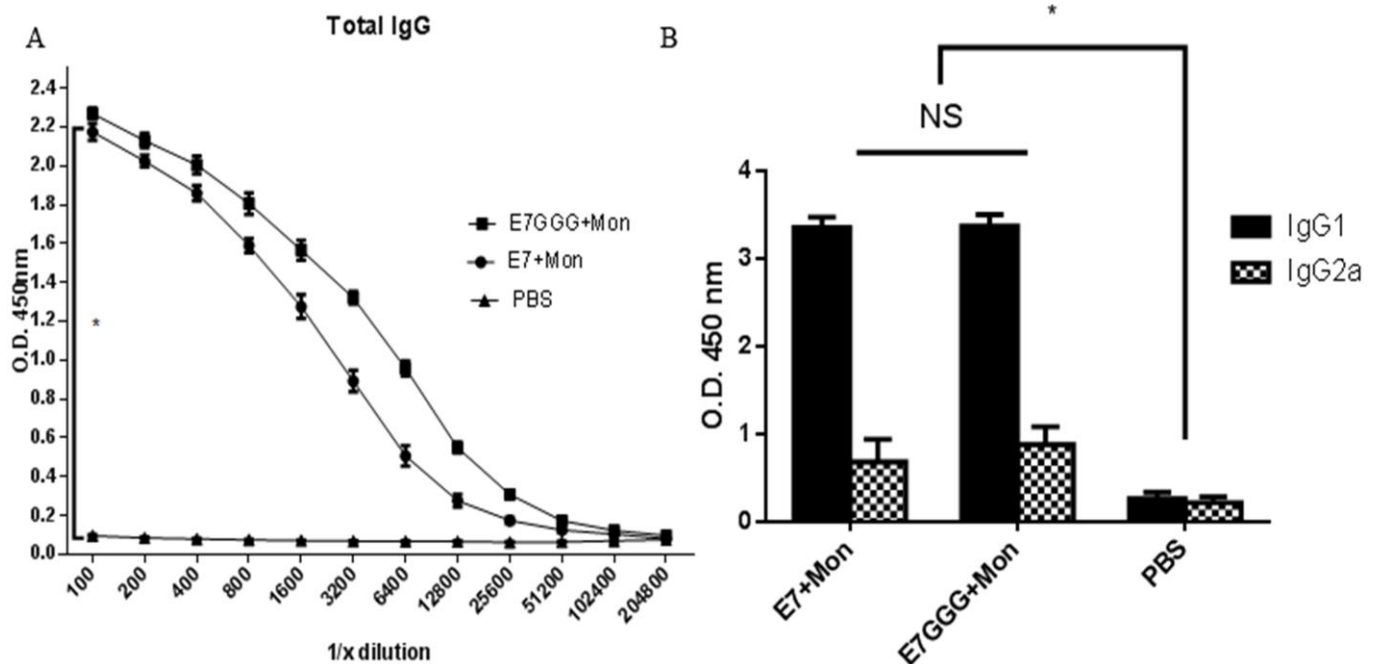 A
Total IgG
O.D. 450nm
2.4
2.2
2.0
1.8
1.6
1.4
1.2
1.0
0.8
0.6
0.4
0.2
0.0
*
E7GGG+Mon
E7+Mon
PBS
100
200
400
800
1600
3200
6400
12800
25600
51200
102400
204800
1/x dilution
B
*
NS
O.D. 450 nm
4
3
2
1
0
IgG1
IgG2a
E7+Mon
E7GGG+Mon
PBS